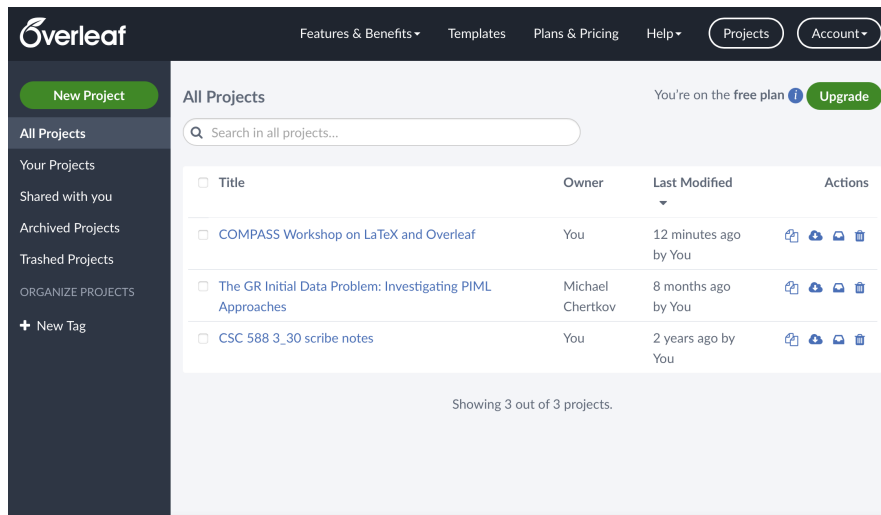 Overleaf
Features & Benefits Templates Plans & Pricing Help Projects Account
New Project
All Projects
Your Projects
Shared with you
Archived Projects
Trashed Projects
ORGANIZE PROJECTS
New Tag
All Projects
You're on the free plan i Upgrade
Search in all projects...
Title Owner Last Modified Actions
COMPASS Workshop on LaTeX and Overleaf You 12 minutes ago
by You
The GR Initial Data Problem: Investigating PIML Michael 8 months ago
Approaches Chertkov by You
CSC 588 3_30 scribe notes You 2 years ago by
You
Showing 3 out of 3 projects.